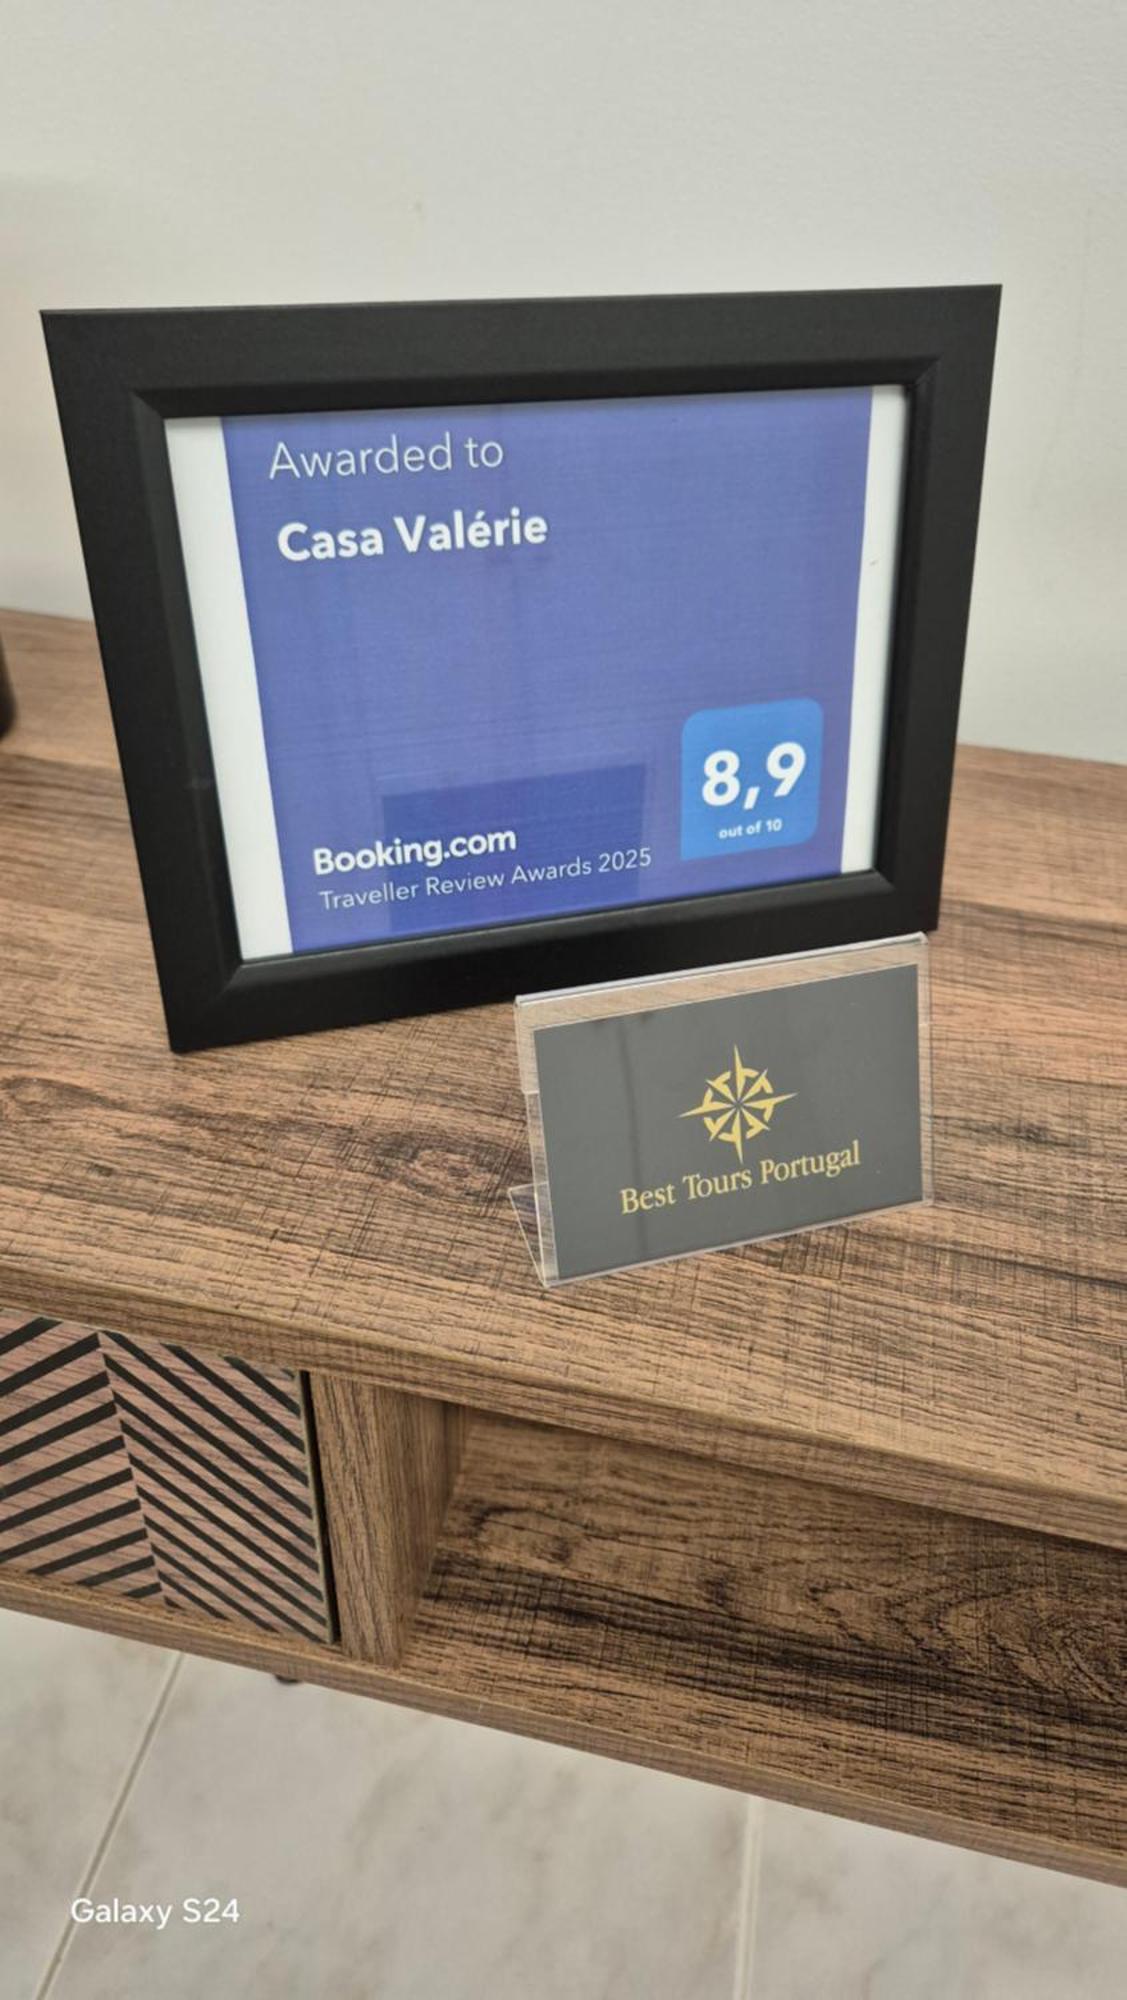 Awarded to
Casa Valérie
8,9
out of 10
Booking.com
Traveller Review Awards 2025
Best Tours Portugal
Galaxy S24